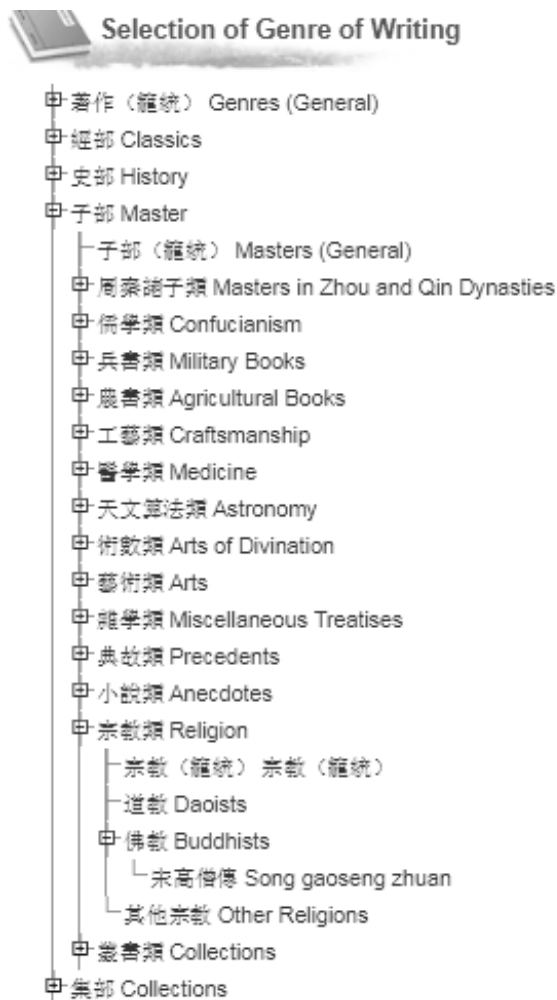 Selection of Genre of Writing
著作（籠統） Genres (General)
經部 Classics
史部 History
子部 Master
子部（籠統） Masters (General)
周秦諸子類 Masters in Zhou and Qin Dynasties
儒學類 Confucianism
兵書類 Military Books
農書類 Agricultural Books
工藝類 Craftsmanship
醫學類 Medicine
天文算法類 Astronomy
術數類 Arts of Divination
藝術類 Arts
雜學類 Miscellaneous Treatises
典故類 Precedents
小說類 Anecdotes
宗教類 Religion
宗教（籠統） 宗教（籠統）
道教 Daoists
佛教 Buddhists
宋高僧傳 Song gaoseng zhuan
其他宗教 Other Religions
叢書類 Collections
集部 Collections